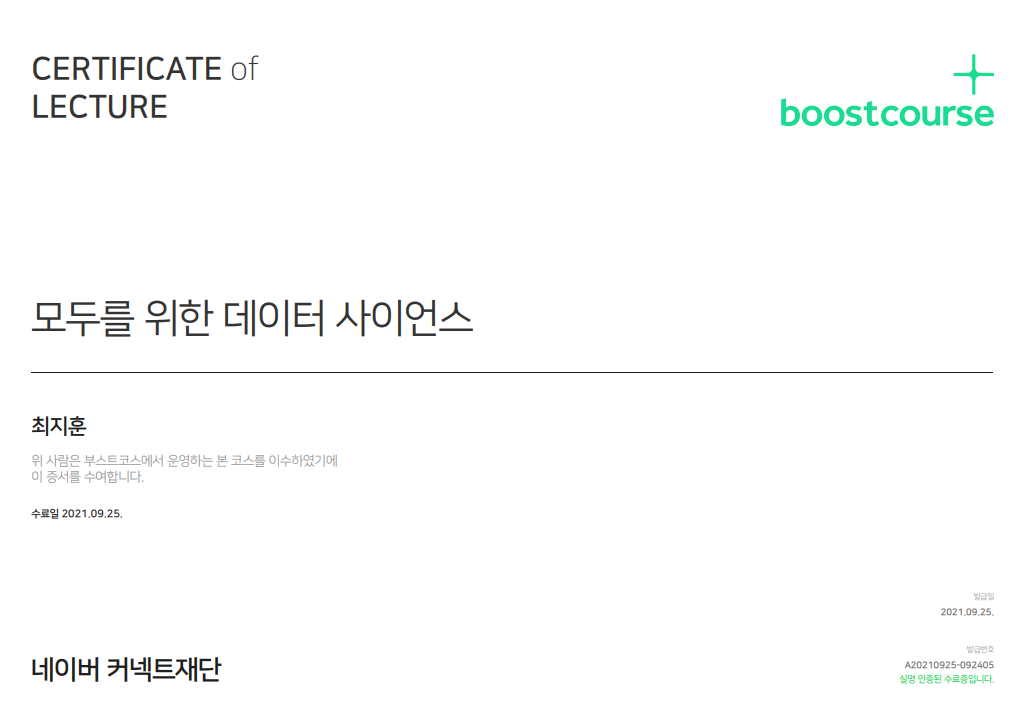 CERTIFICATE of
LECTURE
boostcourse
모두를 위한 데이터 사이언스
최지훈
위 사람은 부스트코스에서 운영하는 본 코스를 이수하였기에
이 증서를 수여합니다.
수료일 2021.09.25.
발급일
2021.09.25.
네이버 커넥트재단
발급번호
A20210925-092405
실명 인증된 수료증입니다.